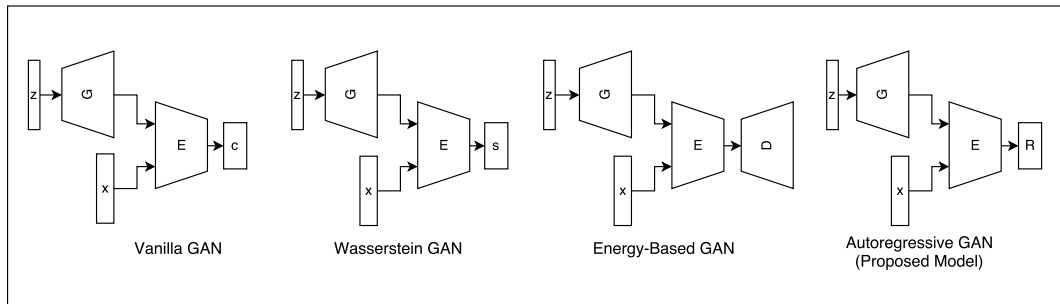 z G E c x
Vanilla GAN
z G E s x
Wasserstein GAN
z G E D x
Energy-Based GAN
z G E R x
Autoregressive GAN
(Proposed Model)